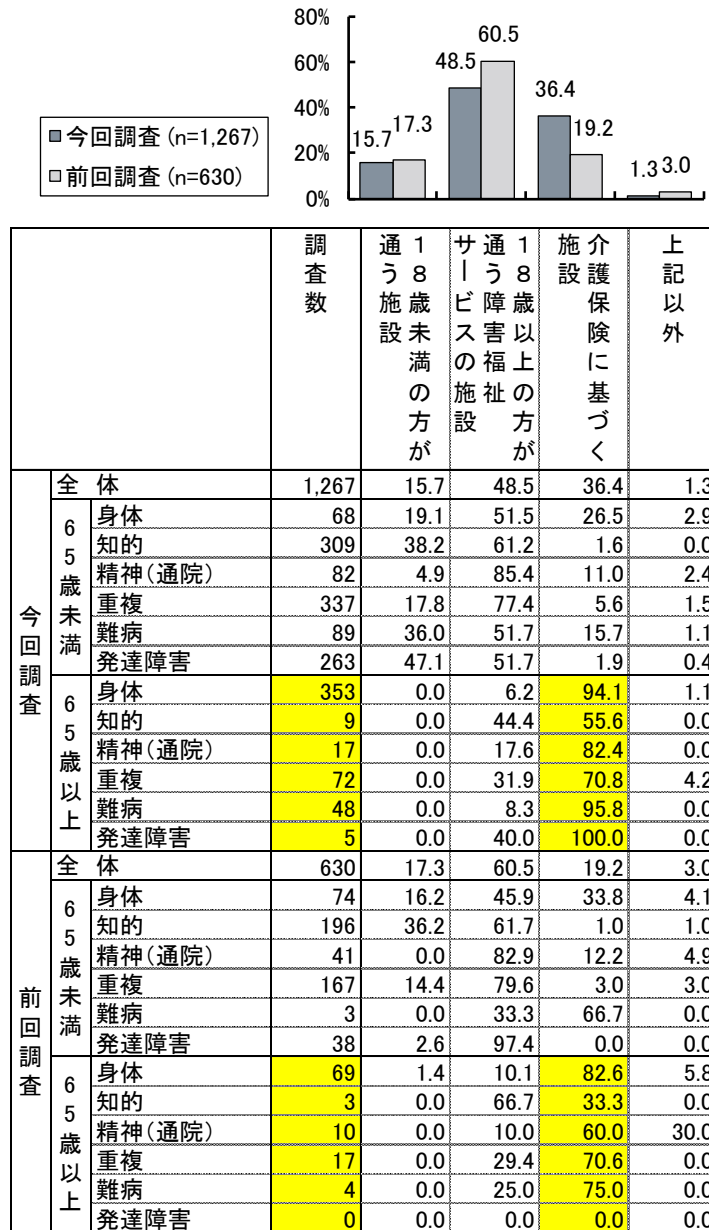 80%
60%
40%
20%
0%
15.7 17.3
48.5 60.5
36.4 19.2
1.3 3.0
今回調査 (n=1,267)
前回調査 (n=630)
調査数
18歳未満の方が通う施設
18歳以上の方が通う障害福祉サービスの施設
介護保険に基づく施設
上記以外
今回調査
全 体 1,267 15.7 48.5 36.4 1.3
65歳未満
身体 68 19.1 51.5 26.5 2.9
知的 309 38.2 61.2 1.6 0.0
精神(通院) 82 4.9 85.4 11.0 2.4
重複 337 17.8 77.4 5.6 1.5
難病 89 36.0 51.7 15.7 1.1
発達障害 263 47.1 51.7 1.9 0.4
65歳以上
身体 353 0.0 6.2 94.1 1.1
知的 9 0.0 44.4 55.6 0.0
精神(通院) 17 0.0 17.6 82.4 0.0
重複 72 0.0 31.9 70.8 4.2
難病 48 0.0 8.3 95.8 0.0
発達障害 5 0.0 40.0 100.0 0.0
前回調査
全 体 630 17.3 60.5 19.2 3.0
65歳未満
身体 74 16.2 45.9 33.8 4.1
知的 196 36.2 61.7 1.0 1.0
精神(通院) 41 0.0 82.9 12.2 4.9
重複 167 14.4 79.6 3.0 3.0
難病 3 0.0 33.3 66.7 0.0
発達障害 38 2.6 97.4 0.0 0.0
65歳以上
身体 69 1.4 10.1 82.6 5.8
知的 3 0.0 66.7 33.3 0.0
精神(通院) 10 0.0 10.0 60.0 30.0
重複 17 0.0 29.4 70.6 0.0
難病 4 0.0 25.0 75.0 0.0
発達障害 0 0.0 0.0 0.0 0.0